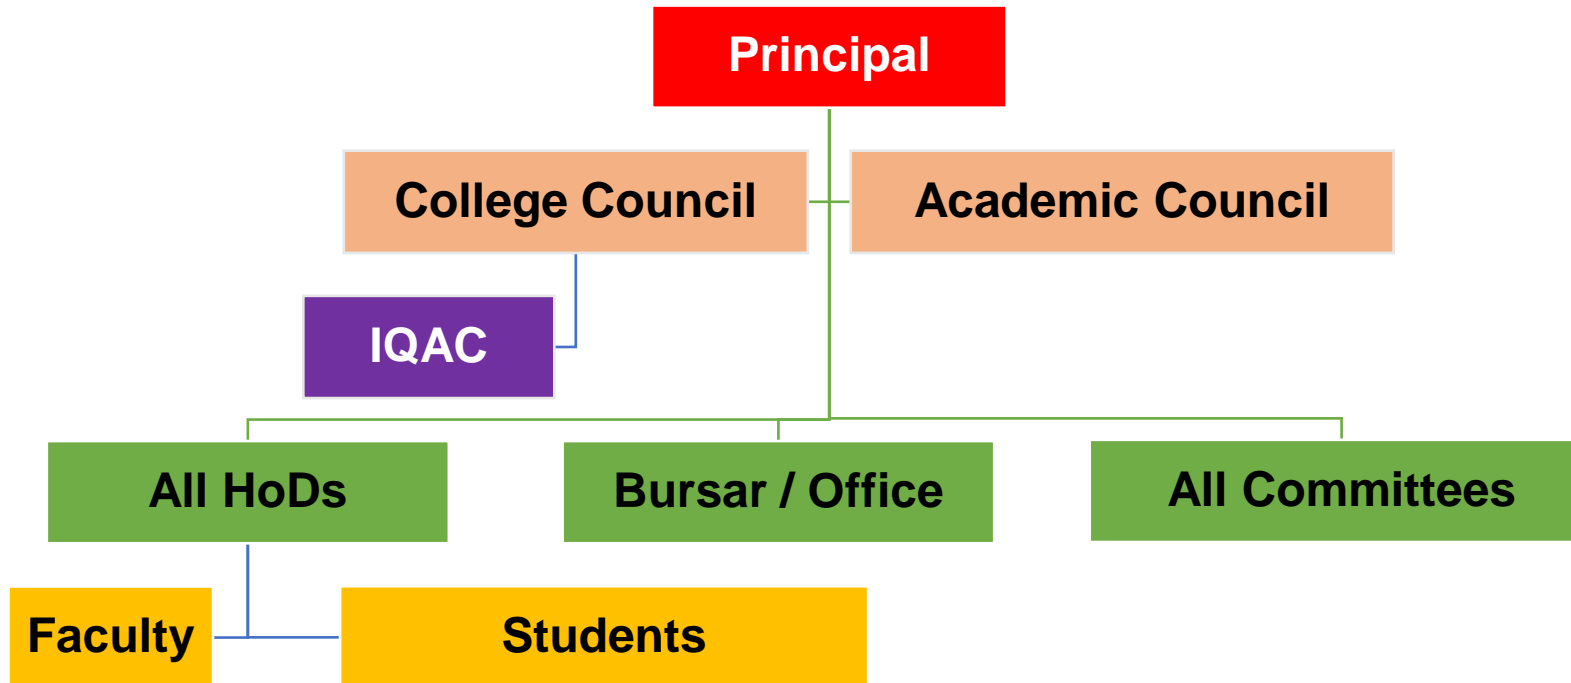 Principal
College Council
Academic Council
IQAC
All HoDs
Bursar / Office
All Committees
Faculty
Students